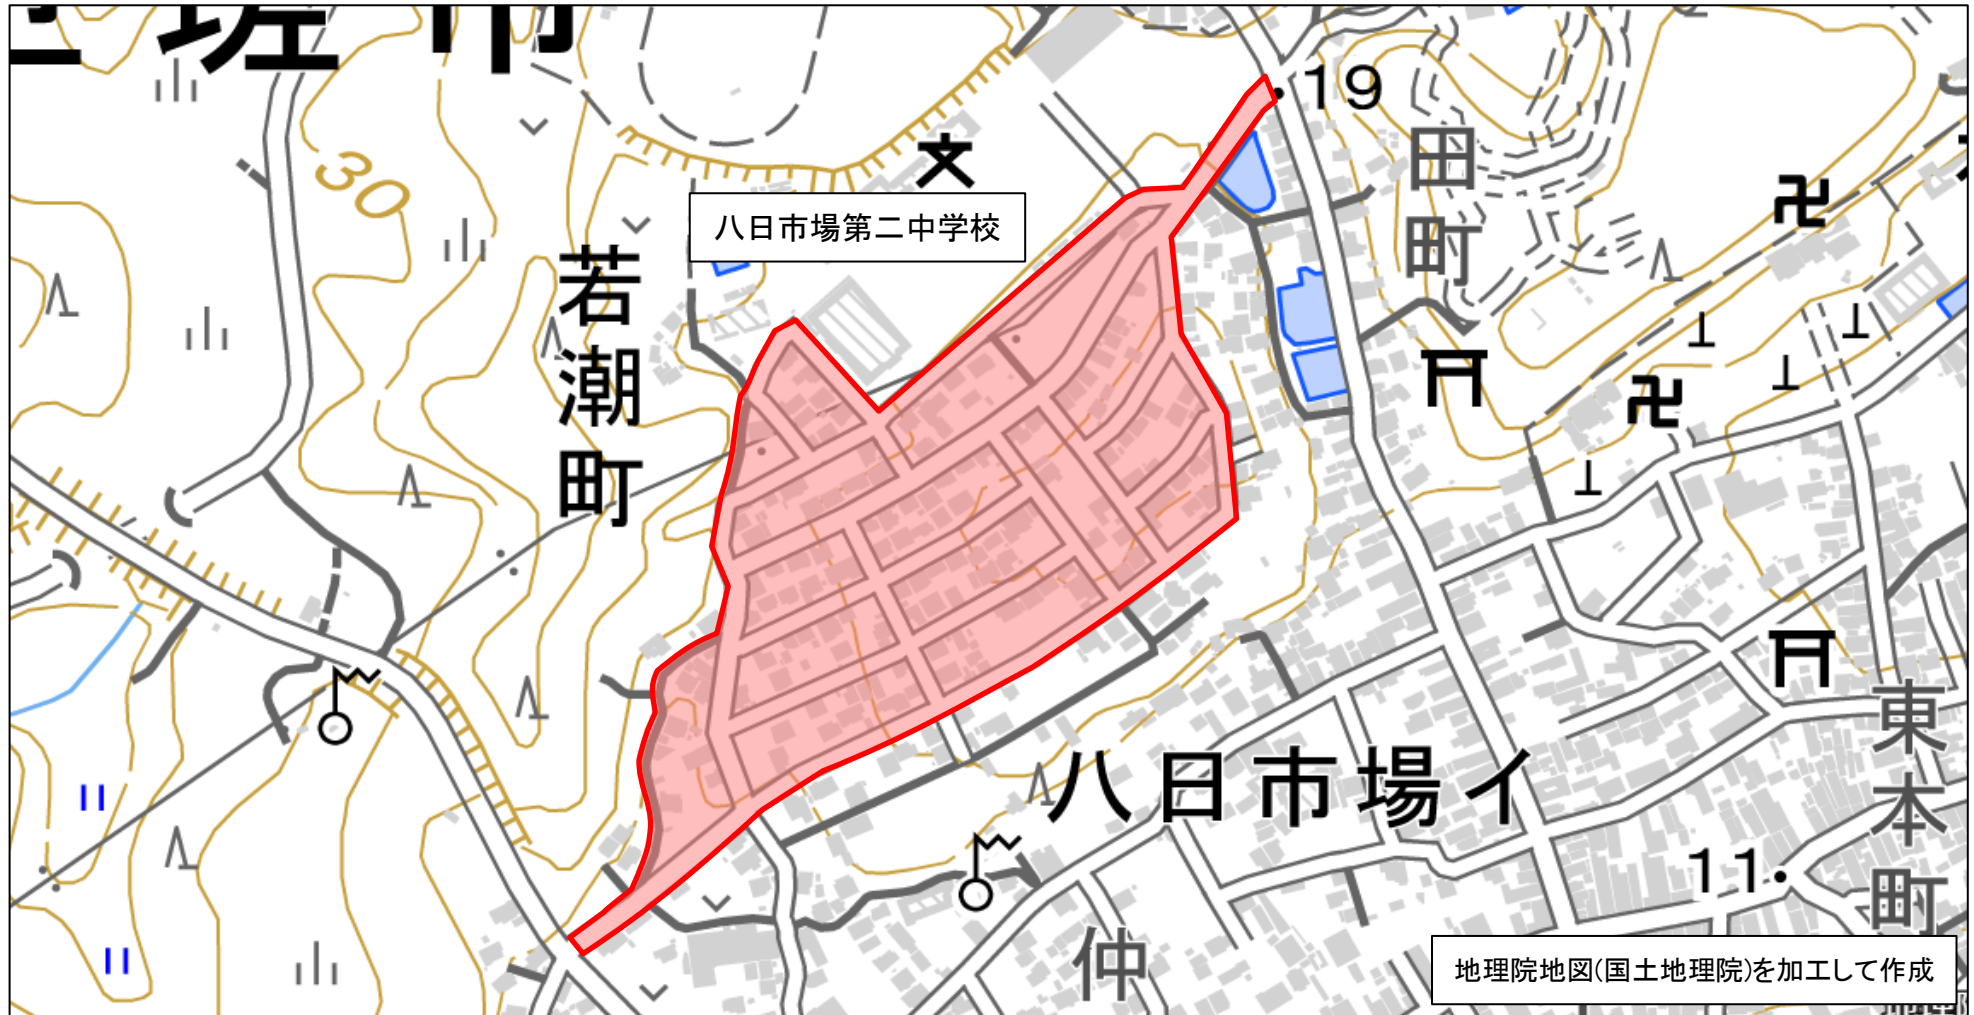 19
田町
30
八日市場第二中学校
若潮町
八日市場イ
東本町
11
仲
地理院地図(国土地理院)を加工して作成